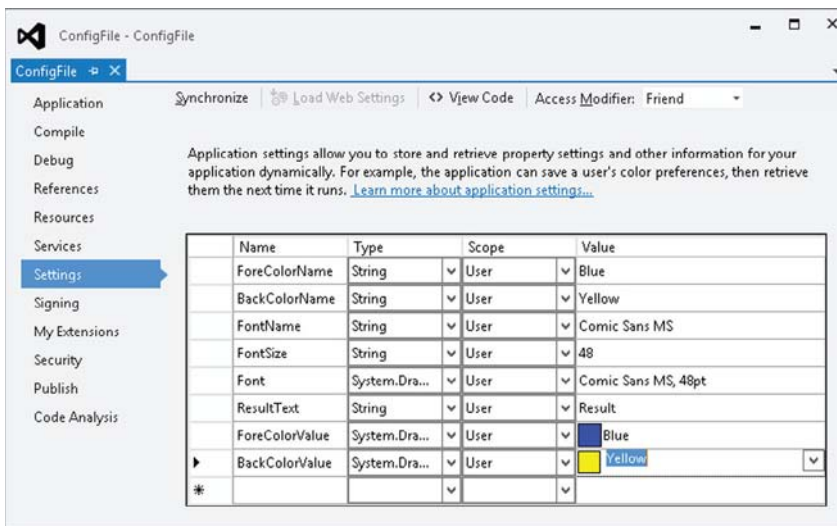 ConfigFile - ConfigFile
ConfigFile
Synchronize Load Web Settings <> View Code Access Modifier: Friend
Application
Compile
Debug
References
Resources
Services
Settings
Signing
My Extensions
Security
Publish
Code Analysis
Application settings allow you to store and retrieve property settings and other information for your
application dynamically. For example, the application can save a user's color preferences, then retrieve
them the next time it runs. Learn more about application settings...
Name Type Scope Value
ForeColorName String User Blue
BackColorName String User Yellow
FontName String User Comic Sans MS
FontSize String User 48
Font System.Dra... User Comic Sans MS, 48pt
ResultText String User Result
ForeColorValue System.Dra... User Blue
BackColorValue System.Dra... User Yellow